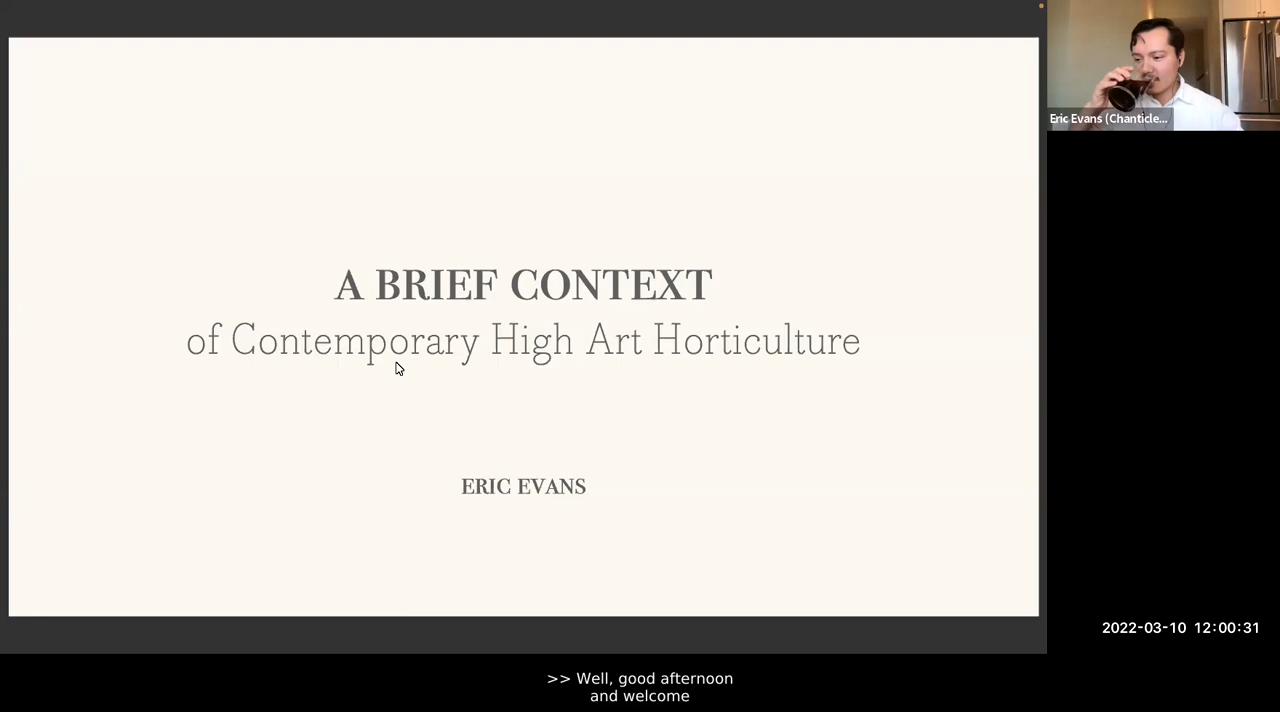 A BRIEF CONTEXT
of Contemporary High Art Horticulture
ERIC EVANS
Eric Evans (Chanticle...
2022-03-10 12:00:31
>> Well, good afternoon
and welcome